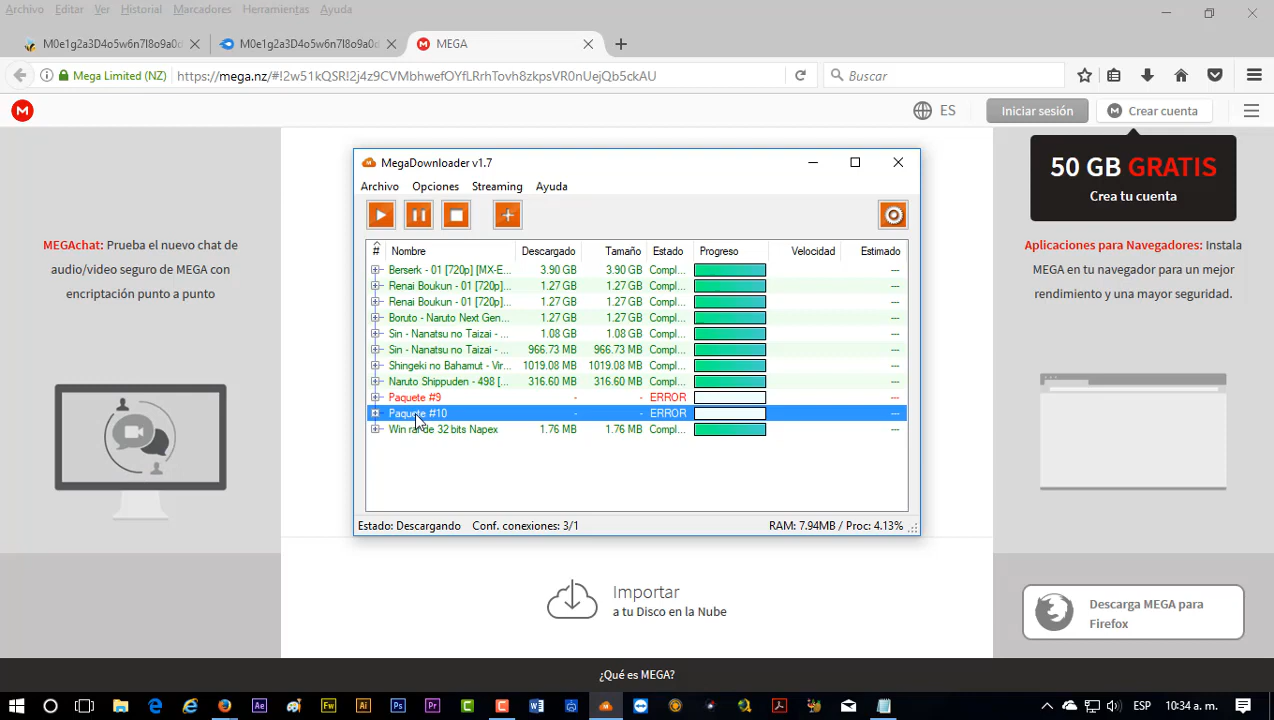 Archivo Editar Ver Historial Marcadores Herramientas Ayuda
M0e1g2a3D4o5w6n7l8o9a0d M0e1g2a3D4o5w6n7l8o9a0d MEGA
Mega Limited (NZ) https://mega.nz/#!2w51kQSR!2j4z9CVMbhwefOYfLRrhTovh8zkpsVR0nUejQb5ckAU Buscar
M ES Iniciar sesión M Crear cuenta
50 GB GRATIS
Crea tu cuenta
MEGAchat: Prueba el nuevo chat de
audio/video seguro de MEGA con
encriptación punto a punto
MegaDownloader v1.7
Archivo Opciones Streaming Ayuda
# Nombre Descargado Tamaño Estado Progreso Velocidad Estimado
Berserk - 01 [720p] [MX-E... 3.90 GB 3.90 GB Compl... ---
Renai Boukun - 01 [720p]... 1.27 GB 1.27 GB Compl... ---
Renai Boukun - 01 [720p]... 1.27 GB 1.27 GB Compl... ---
Boruto - Naruto Next Gen... 1.27 GB 1.27 GB Compl... ---
Sin - Nanatsu no Taizai - ... 1.08 GB 1.08 GB Compl... ---
Sin - Nanatsu no Taizai - ... 966.73 MB 966.73 MB Compl... ---
Shingeki no Bahamut - Vir... 1019.08 MB 1019.08 MB Compl... ---
Naruto Shippuden - 498 [... 316.60 MB 316.60 MB Compl... ---
Paquete #9 - - ERROR ---
Paquete #10 - - ERROR ---
Win rar de 32 bits Napex 1.76 MB 1.76 MB Compl... ---
Estado: Descargando Conf. conexiones: 3/1 RAM: 7.94MB / Proc: 4.13%
Aplicaciones para Navegadores: Instala
MEGA en tu navegador para un mejor
rendimiento y una mayor seguridad.
Importar
a tu Disco en la Nube
Descarga MEGA para
Firefox
¿Qué es MEGA?
Ae Fw Ai Ps Pr C C ESP 10:34 a. m.